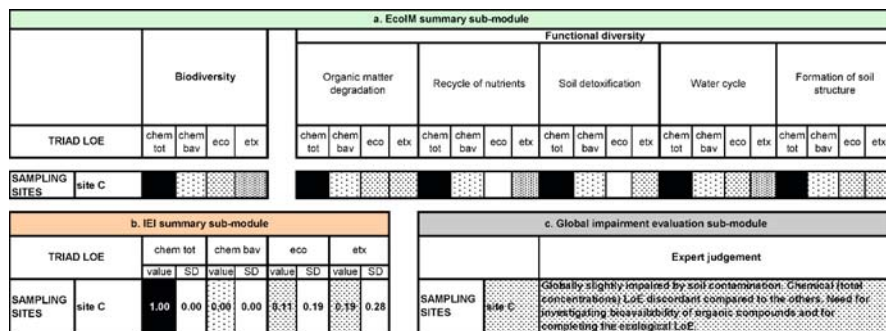 a. EcoIM summary sub-module
Functional diversity
Biodiversity
Organic matter degradation
Recycle of nutrients
Soil detoxification
Water cycle
Formation of soil structure
TRIAD LOE
chem tot chem bav eco etx
chem tot chem bav eco etx chem tot chem bav eco etx chem tot chem bav eco etx chem tot chem bav eco etx chem tot chem bav eco etx
SAMPLING SITES site C
b. IEI summary sub-module
TRIAD LOE chem tot chem bav eco etx
value SD value SD value SD value SD
SAMPLING SITES site C 1.00 0.00 0.00 0.00 0.11 0.19 0.19 0.28
c. Global impairment evaluation sub-module
Expert judgement
SAMPLING SITES site C
Globally slightly impaired by soil contamination. Chemical (total
concentrations) LoE discordant compared to the others. Need for
investigating bioavailability of organic compounds and for
completing the ecological LoE.